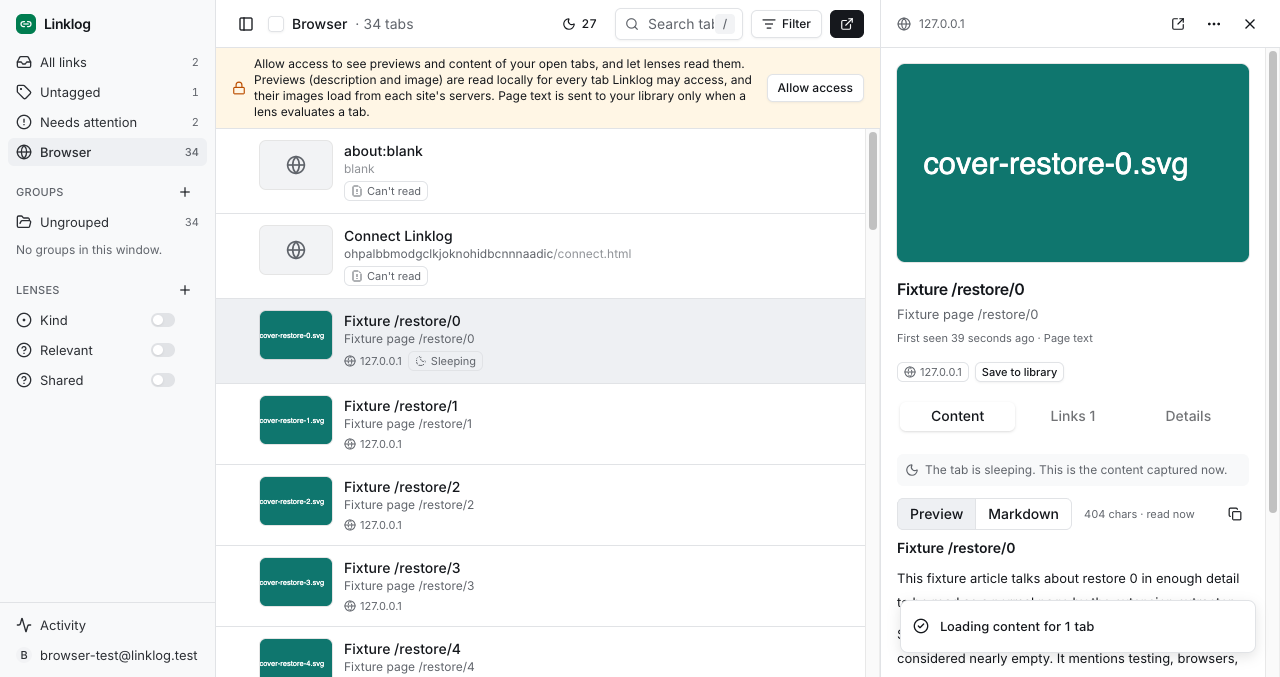 Linklog
All links 2
Untagged 1
Needs attention 2
Browser 34
GROUPS
Ungrouped 34
No groups in this window.
LENSES
Kind
Relevant
Shared
Activity
B browser-test@linklog.test
Browser · 34 tabs
27
Search /
Filter
Allow access to see previews and content of your open tabs, and let lenses read them.
Previews (description and image) are read locally for every tab Linklog may access, and
their images load from each site's servers. Page text is sent to your library only when a
lens evaluates a tab.
Allow access
about:blank
blank
Can't read
Connect Linklog
ohpalbbmodgclkjoknohidbcnnnaadic/connect.html
Can't read
cover-restore-0.svg
Fixture /restore/0
Fixture page /restore/0
127.0.0.1 Sleeping
cover-restore-1.svg
Fixture /restore/1
Fixture page /restore/1
127.0.0.1
cover-restore-2.svg
Fixture /restore/2
Fixture page /restore/2
127.0.0.1
cover-restore-3.svg
Fixture /restore/3
Fixture page /restore/3
127.0.0.1
cover-restore-4.svg
Fixture /restore/4
Fixture page /restore/4
127.0.0.1
cover-restore-0.svg
Fixture /restore/0
Fixture page /restore/0
First seen 39 seconds ago · Page text
127.0.0.1 Save to library
Content Links 1 Details
The tab is sleeping. This is the content captured now.
Preview Markdown 404 chars · read now
Fixture /restore/0
This fixture article talks about restore 0 in enough detail
Loading content for 1 tab
considered nearly empty. It mentions testing, browsers,